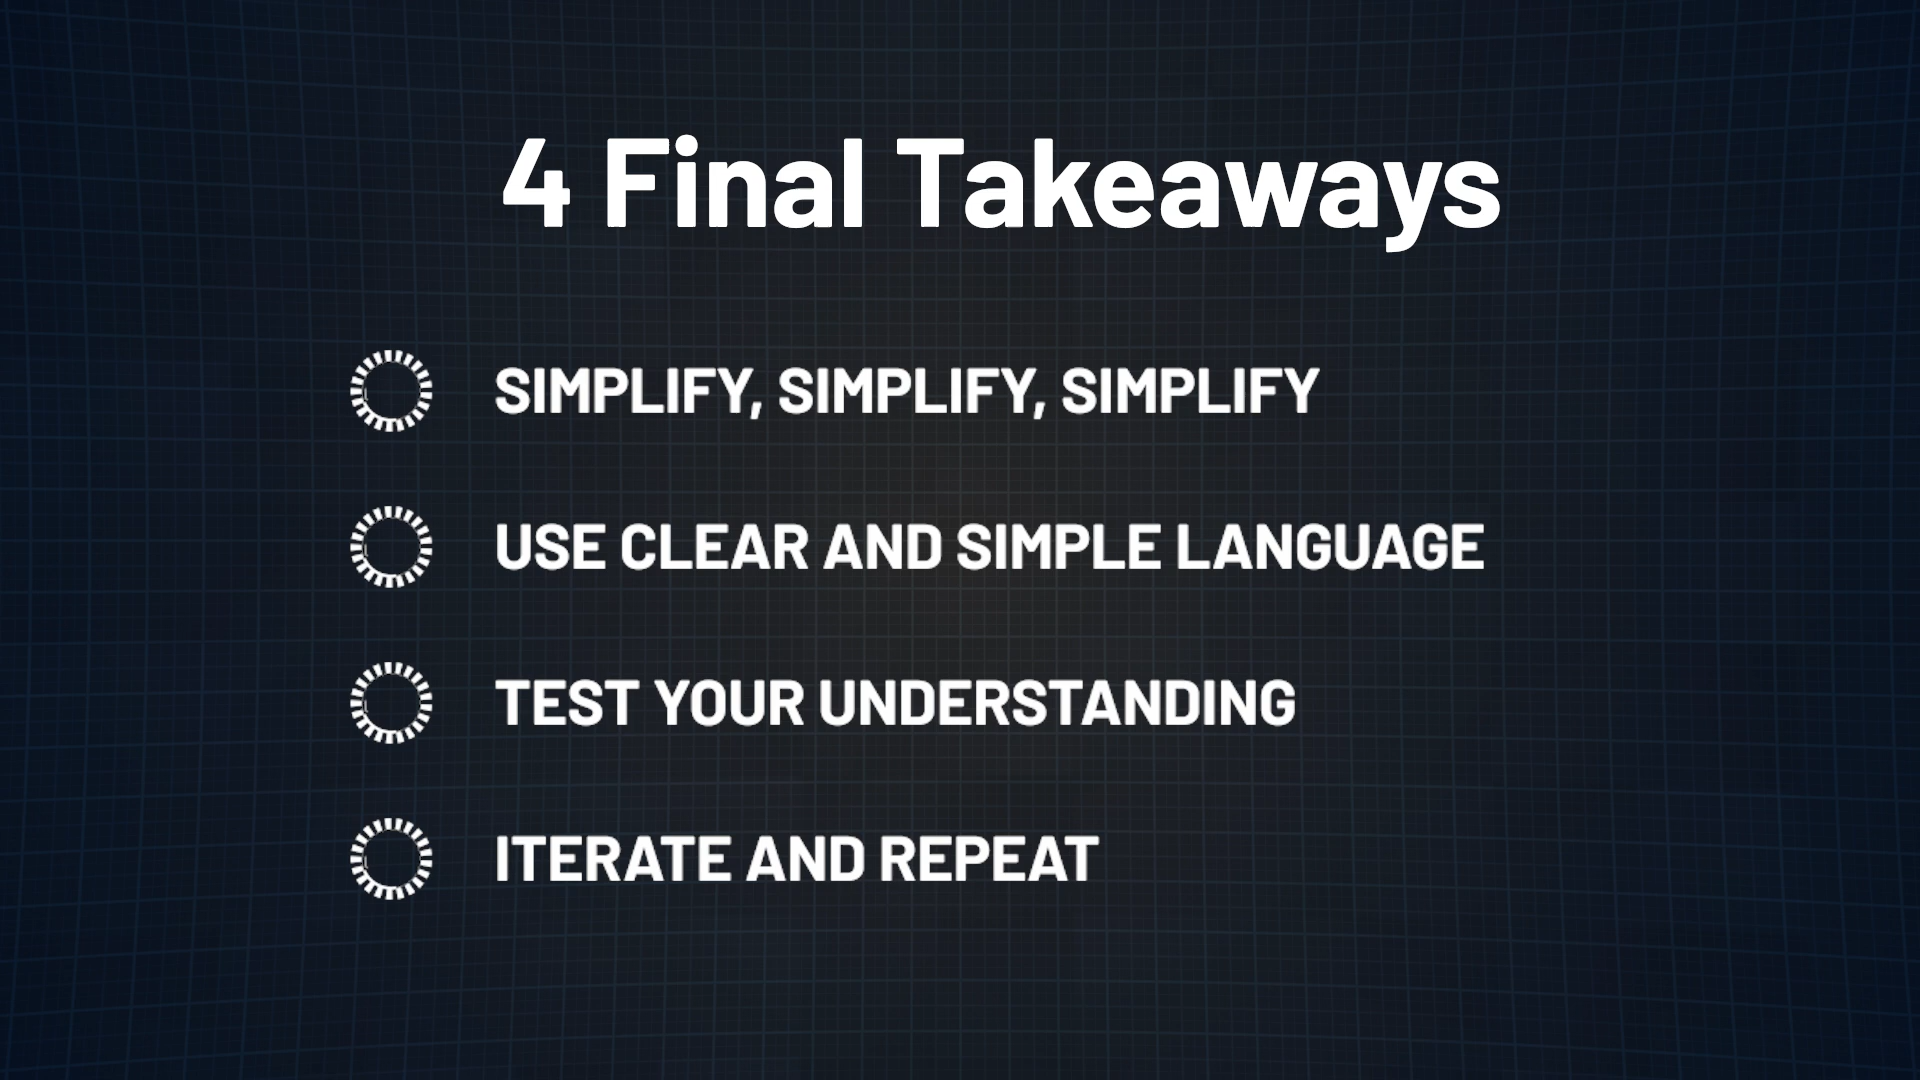 4 Final Takeaways
SIMPLIFY, SIMPLIFY, SIMPLIFY
USE CLEAR AND SIMPLE LANGUAGE
TEST YOUR UNDERSTANDING
ITERATE AND REPEAT